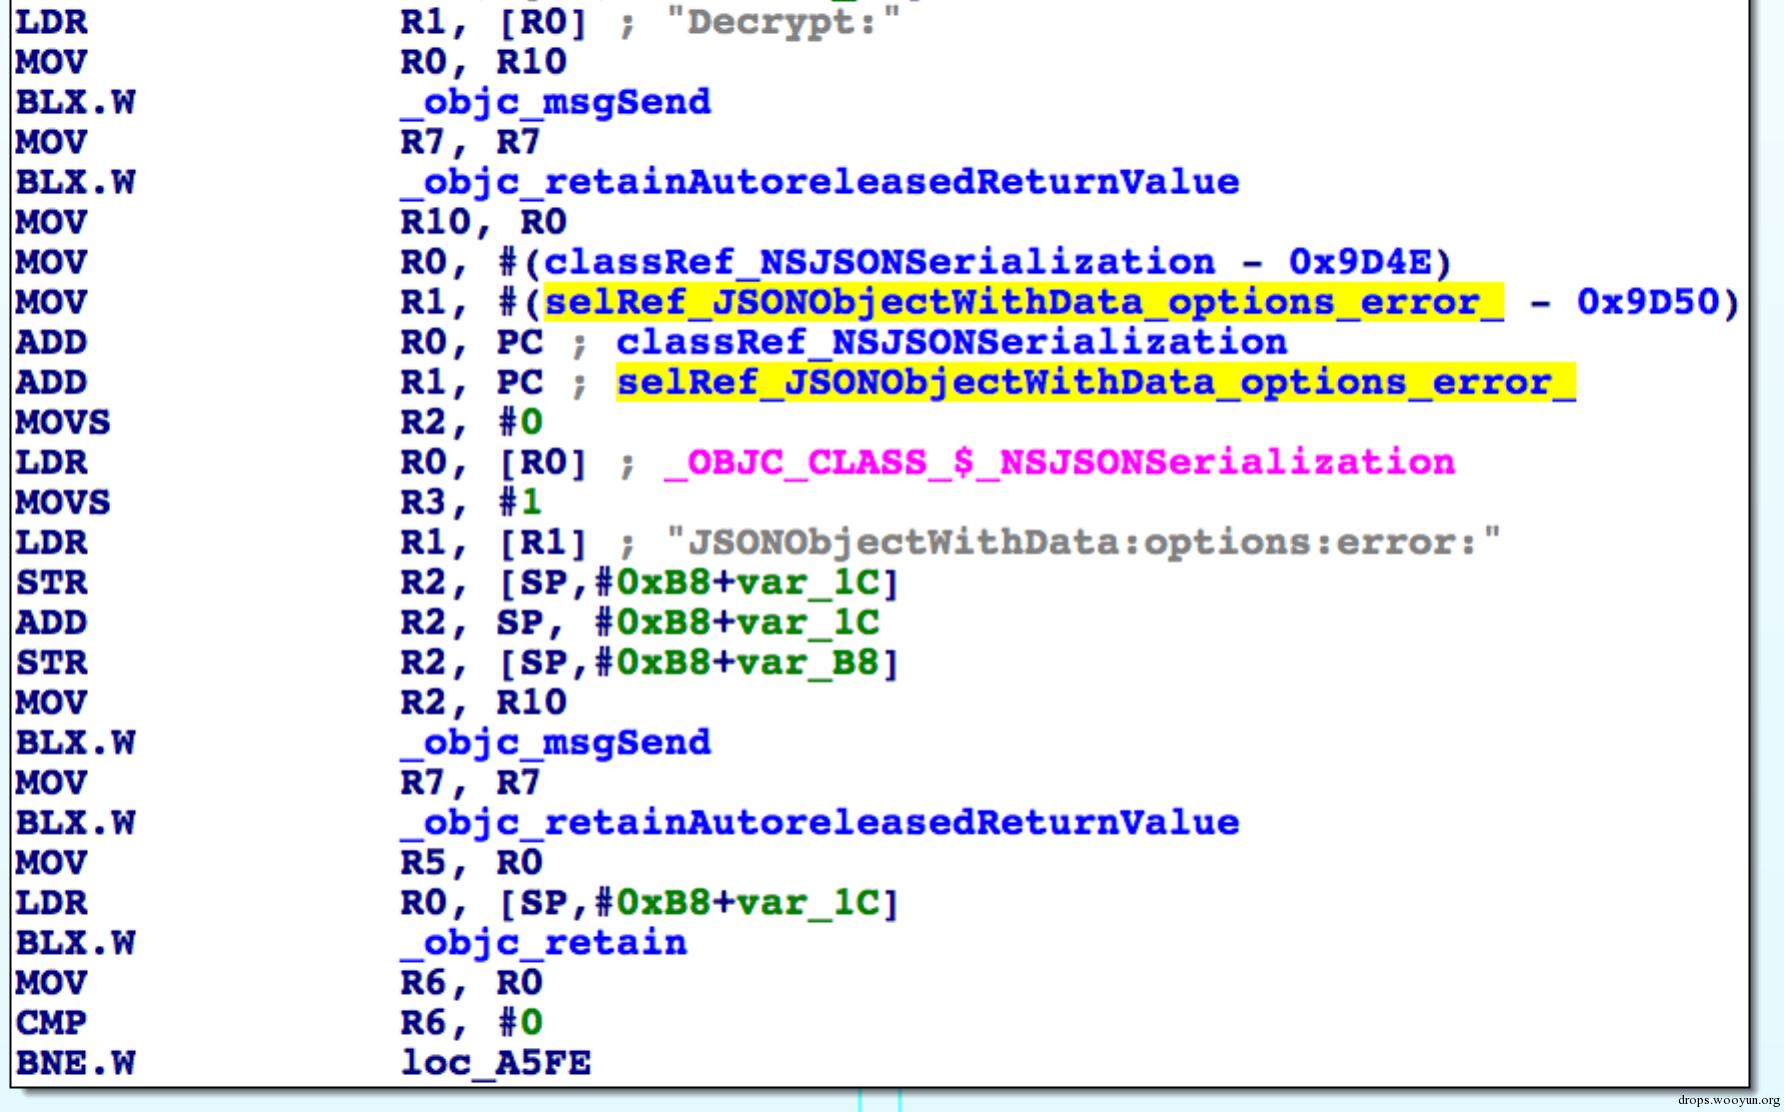 LDR R1, [R0] ; "Decrypt:"
MOV R0, R10
BLX.W _objc_msgSend
MOV R7, R7
BLX.W _objc_retainAutoreleasedReturnValue
MOV R10, R0
MOV R0, #(classRef_NSJSONSerialization - 0x9D4E)
MOV R1, #(selRef_JSONObjectWithData_options_error_ - 0x9D50)
ADD R0, PC ; classRef_NSJSONSerialization
ADD R1, PC ; selRef_JSONObjectWithData_options_error_
MOVS R2, #0
LDR R0, [R0] ; _OBJC_CLASS_$_NSJSONSerialization
MOVS R3, #1
LDR R1, [R1] ; "JSONObjectWithData:options:error:"
STR R2, [SP,#0xB8+var_1C]
ADD R2, SP, #0xB8+var_1C
STR R2, [SP,#0xB8+var_B8]
MOV R2, R10
BLX.W _objc_msgSend
MOV R7, R7
BLX.W _objc_retainAutoreleasedReturnValue
MOV R5, R0
LDR R0, [SP,#0xB8+var_1C]
BLX.W _objc_retain
MOV R6, R0
CMP R6, #0
BNE.W loc_A5FE
drops.wooyun.org